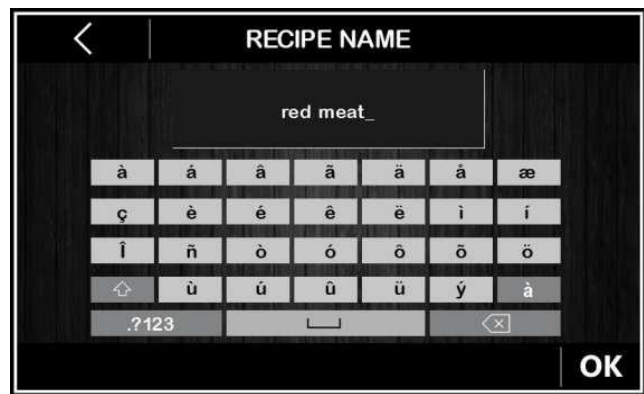 RECIPE NAME
red meat_
à á â ã ä å æ
ç è é ê ë ì í
Î ñ ò ó ô õ ö
ù ú û ü ý à
.?123
OK